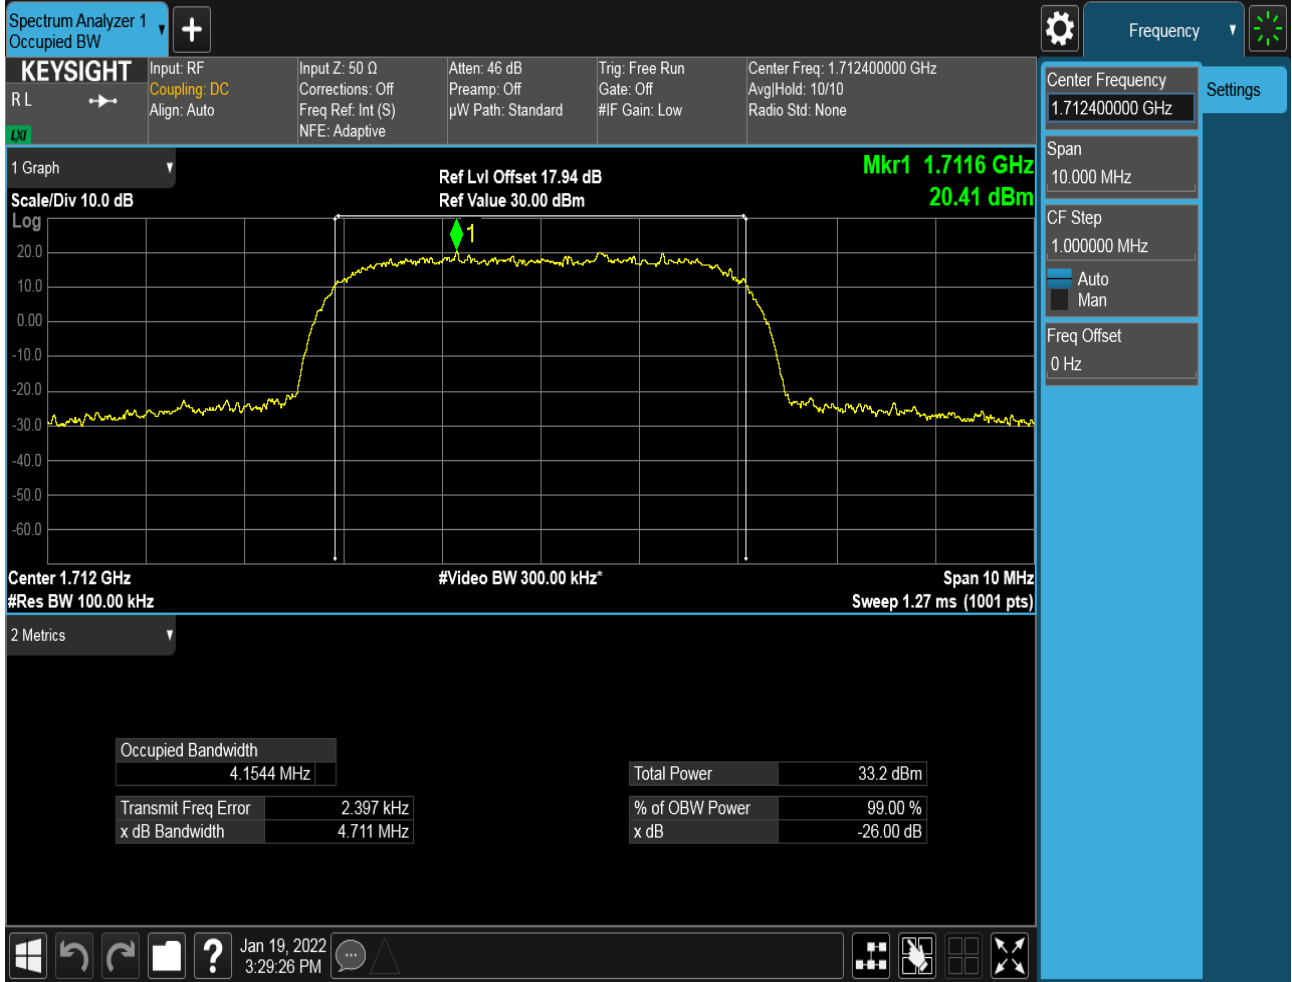 Spectrum Analyzer 1
Occupied BW
Frequency
KEYSIGHT
R L
LXI
Input: RF
Coupling: DC
Align: Auto
Input Z: 50 Ω
Corrections: Off
Freq Ref: Int (S)
NFE: Adaptive
Atten: 46 dB
Preamp: Off
µW Path: Standard
Trig: Free Run
Gate: Off
#IF Gain: Low
Center Freq: 1.712400000 GHz
Avg|Hold: 10/10
Radio Std: None
Center Frequency
1.712400000 GHz
Settings
Span
10.000 MHz
CF Step
1.000000 MHz
Auto
Man
Freq Offset
0 Hz
1 Graph
Scale/Div 10.0 dB
Log
Ref Lvl Offset 17.94 dB
Ref Value 30.00 dBm
Mkr1 1.7116 GHz
20.41 dBm
1
20.0
10.0
0.00
-10.0
-20.0
-30.0
-40.0
-50.0
-60.0
Center 1.712 GHz
#Res BW 100.00 kHz
#Video BW 300.00 kHz*
Span 10 MHz
Sweep 1.27 ms (1001 pts)
2 Metrics
Occupied Bandwidth
4.1544 MHz
Transmit Freq Error 2.397 kHz
x dB Bandwidth 4.711 MHz
Total Power 33.2 dBm
% of OBW Power 99.00 %
x dB -26.00 dB
?
Jan 19, 2022
3:29:26 PM